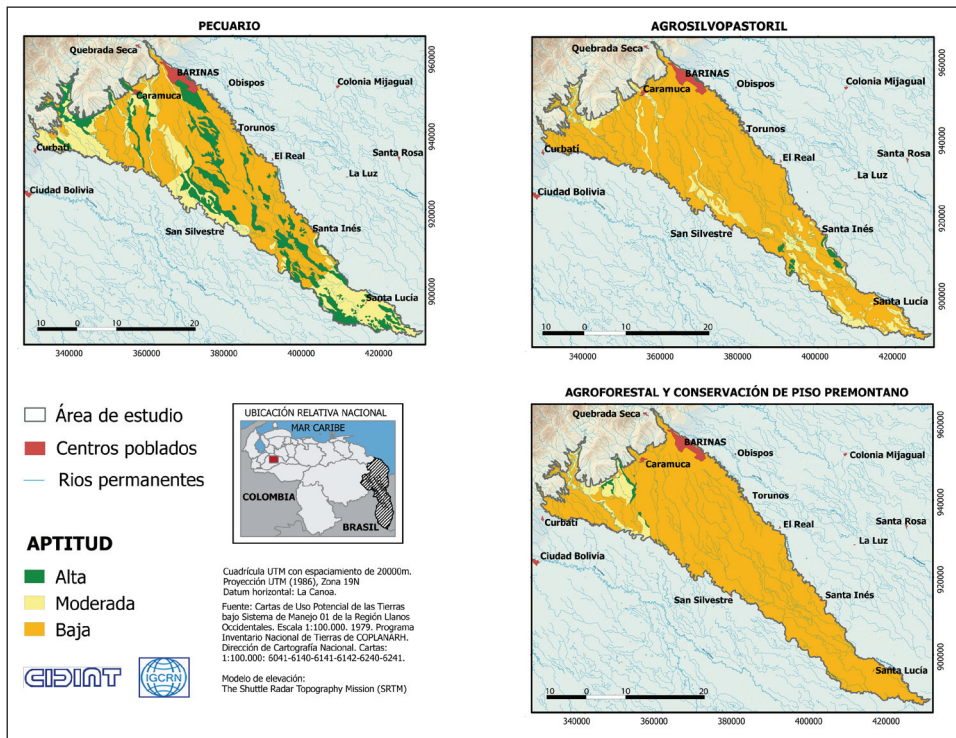 PECUARIO
Quebrada Seca
BARINAS
Obispos
Colonia Mijagual
Caramuca
Torunos
Curbatí
El Real
Santa Rosa
La Luz
Ciudad Bolivia
San Silvestre
Santa Inés
Santa Lucía
10 0 10 20
340000 360000 380000 400000 420000
960000
940000
920000
900000
AGROSILVOPASTORIL
Quebrada Seca
BARINAS
Obispos
Colonia Mijagual
Caramuca
Torunos
Curbatí
El Real
Santa Rosa
La Luz
Ciudad Bolivia
San Silvestre
Santa Inés
Santa Lucía
10 0 10 20
340000 360000 380000 400000 420000
960000
940000
920000
900000
Área de estudio
Centros poblados
Rios permanentes
APTITUD
Alta
Moderada
Baja
CIDINT
IGCRN
UBICACIÓN RELATIVA NACIONAL
MAR CARIBE
COLOMBIA
BRASIL
Cuadrícula UTM con espaciamiento de 20000m.
Proyección UTM (1986), Zona 19N
Datum horizontal: La Canoa.
Fuente: Cartas de Uso Potencial de las Tierras
bajo Sistema de Manejo 01 de la Región Llanos
Occidentales. Escala 1:100.000. 1979. Programa
Inventario Nacional de Tierras de COPLANARH.
Dirección de Cartografía Nacional. Cartas:
1:100.000: 6041-6140-6141-6142-6240-6241.
Modelo de elevación:
The Shuttle Radar Topography Mission (SRTM)
AGROFORESTAL Y CONSERVACIÓN DE PISO PREMONTANO
Quebrada Seca
BARINAS
Obispos
Colonia Mijagual
Caramuca
Torunos
Curbatí
El Real
Santa Rosa
La Luz
Ciudad Bolivia
San Silvestre
Santa Inés
Santa Lucía
10 0 10 20
340000 360000 380000 400000 420000
960000
940000
920000
900000